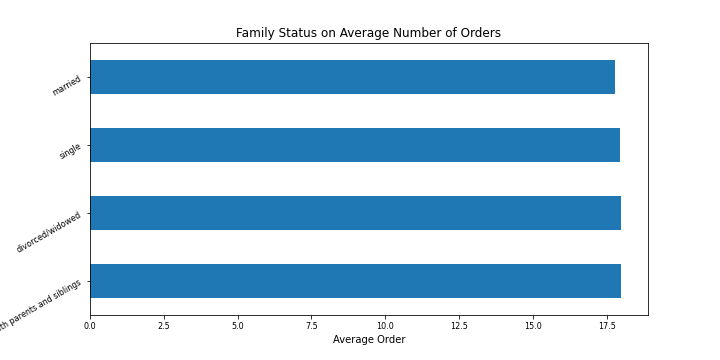 Family Status on Average Number of Orders
married
single
divorced/widowed
parents and siblings
0.0 2.5 5.0 7.5 10.0 12.5 15.0 17.5
Average Order